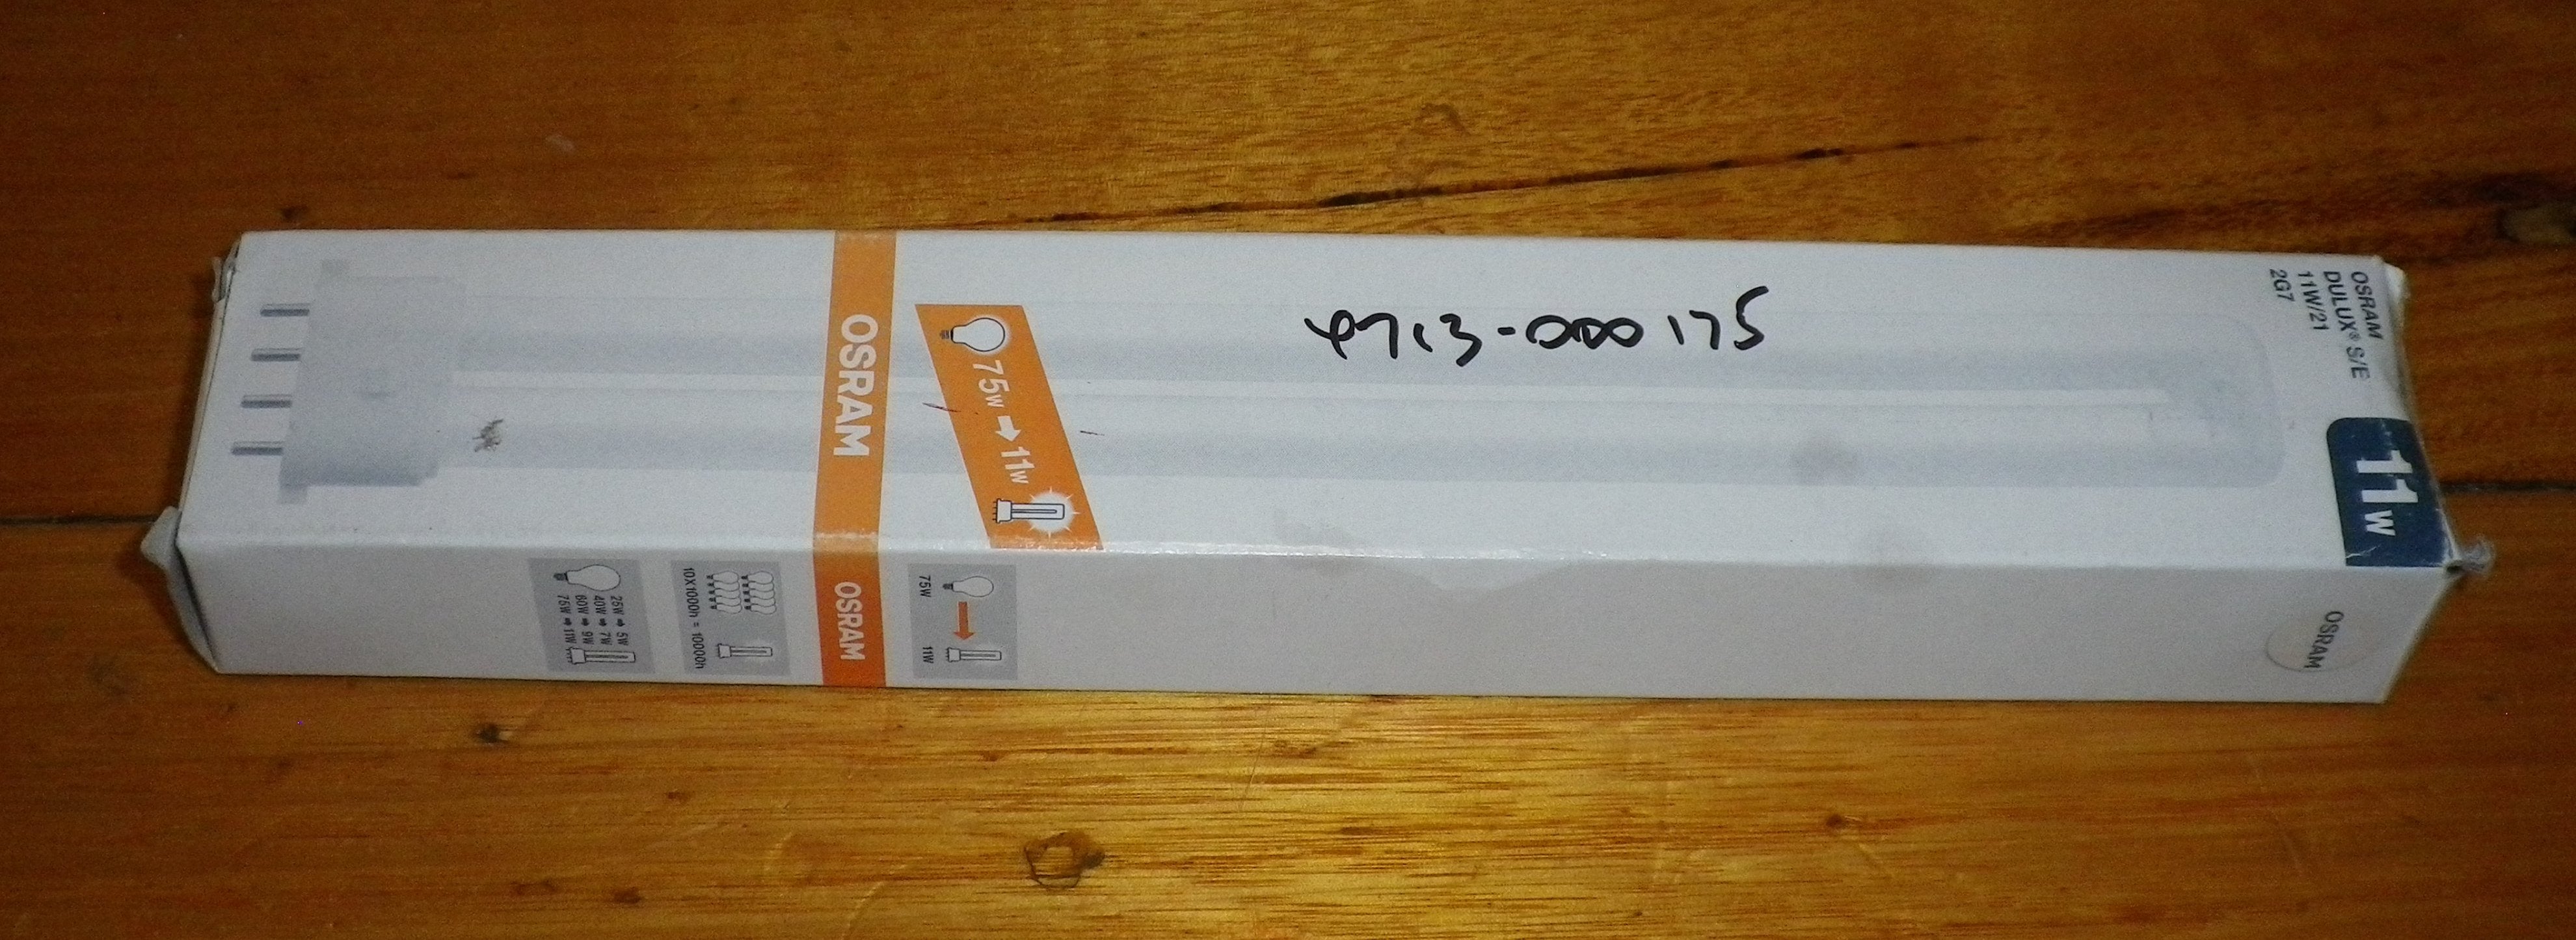 OSRAM
75W ➡ 11W
4713-000175
OSRAM
DULUX® S/E
11W/21
2G7
11W
25W ➡ 5W
40W ➡ 7W
60W ➡ 9W
75W ➡ 11W
10X1000h = 10000h
OSRAM
75W
11W
OSRAM